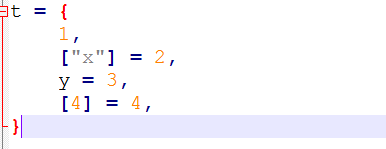 t = {
    1,
    ["x"] = 2,
    y = 3,
    [4] = 4,
}